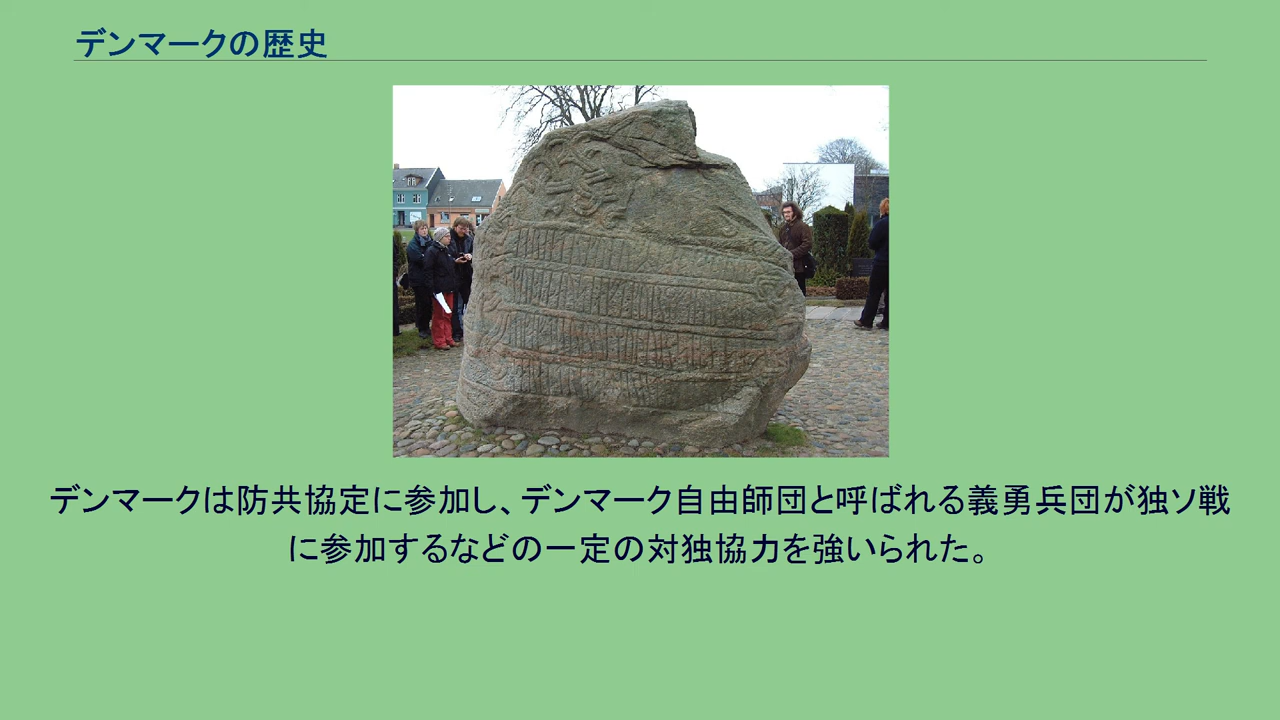 デンマークの歴史
デンマークは防共協定に参加し、デンマーク自由師団と呼ばれる義勇兵団が独ソ戦
に参加するなどの一定の対独協力を強いられた。